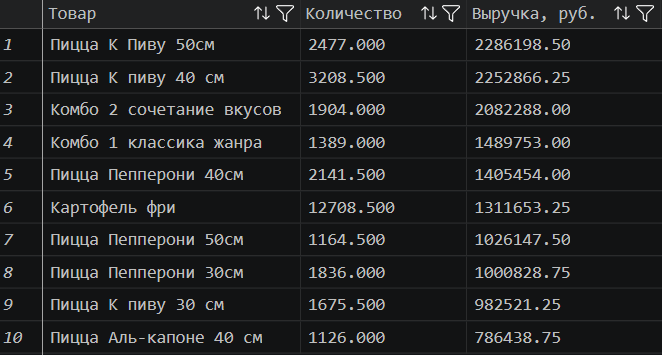 Товар Количество Выручка, руб.
1 Пицца К Пиву 50см 2477.000 2286198.50
2 Пицца К пиву 40 см 3208.500 2252866.25
3 Комбо 2 сочетание вкусов 1904.000 2082288.00
4 Комбо 1 классика жанра 1389.000 1489753.00
5 Пицца Пепперони 40см 2141.500 1405454.00
6 Картофель фри 12708.500 1311653.25
7 Пицца Пепперони 50см 1164.500 1026147.50
8 Пицца Пепперони 30см 1836.000 1000828.75
9 Пицца К пиву 30 см 1675.500 982521.25
10 Пицца Аль-капоне 40 см 1126.000 786438.75